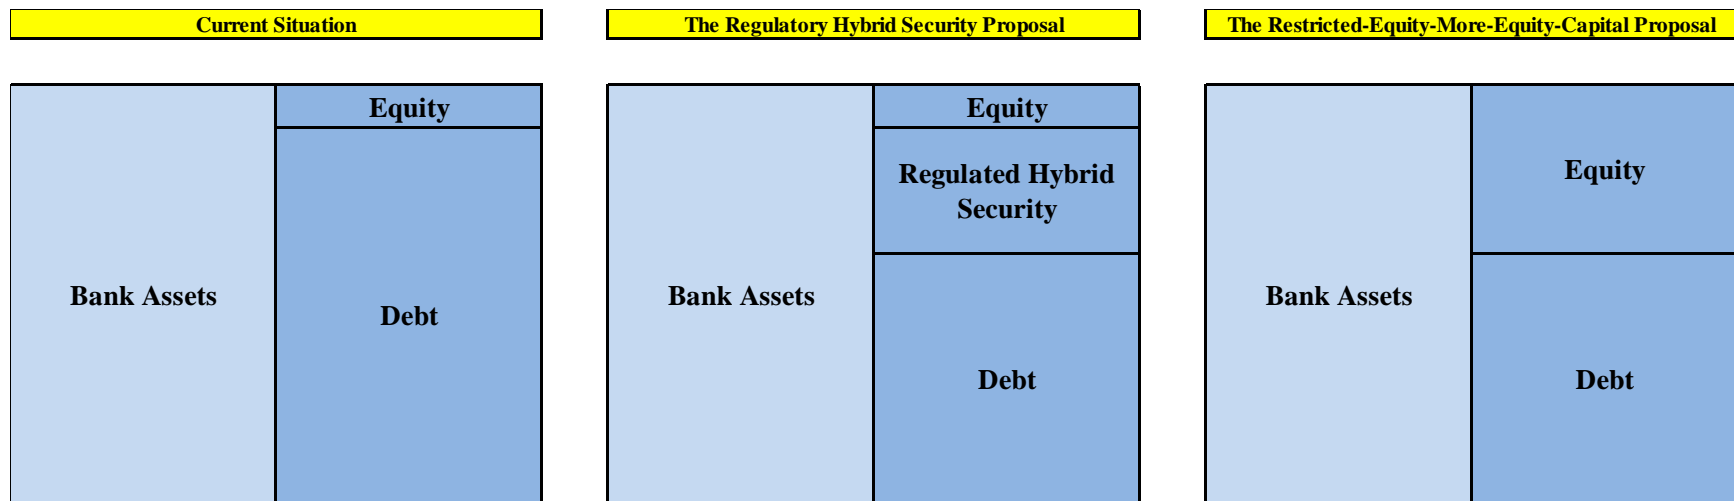 Current Situation
The Regulatory Hybrid Security Proposal
The Restricted-Equity-More-Equity-Capital Proposal
Bank Assets
Equity
Debt
Bank Assets
Equity
Regulated Hybrid
Security
Debt
Bank Assets
Equity
Debt